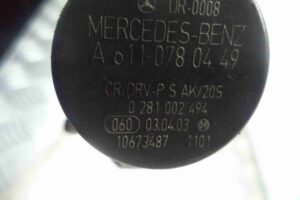 DR-0008
MERCEDES-BENZ
A 611 078 04 49
CR/DRV-P S AK/20S
0 281 002 494
060 03.04.03
10673487 1101